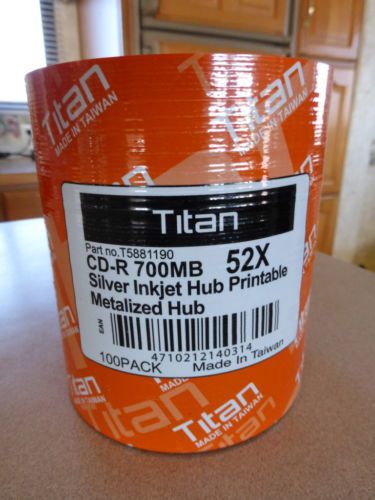 Titan
MADE IN TAIWAN
Titan
MADE IN TAIWAN
Titan
Part no.T5881190
CD-R 700MB 52X
Silver Inkjet Hub Printable
Metalized Hub
EAN
4710212140314
100PACK Made In Taiwan
MADE IN TAIWAN
Titan
Titan
MADE IN TAIWAN